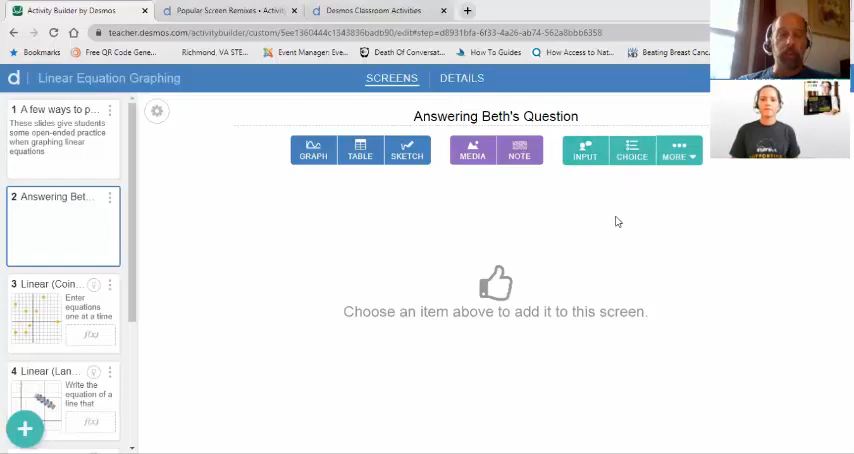 Activity Builder by Desmos
Popular Screen Remixes • Activity
Desmos Classroom Activities
teacher.desmos.com/activitybuilder/custom/5ee1360444c1343836badb90/edit#step=d8931bfa-6f33-4a26-ab74-562a8bbb6358
Bookmarks
Free QR Code Gene...
Richmond, VA STE...
Event Manager: Eve...
Death Of Conversat...
How To Guides
How Access to Nat...
Beating Breast Canc...
d
Linear Equation Graphing
SCREENS
DETAILS
1 A few ways to p...
These slides give students
some open-ended practice
when graphing linear
equations
2 Answering Bet...
3 Linear (Coin...
Enter
equations
one at a time
f(x)
4 Linear (Lan...
Write the
equation of a
line that
f(x)
Answering Beth's Question
GRAPH
TABLE
SKETCH
MEDIA
NOTE
INPUT
CHOICE
MORE
Choose an item above to add it to this screen.